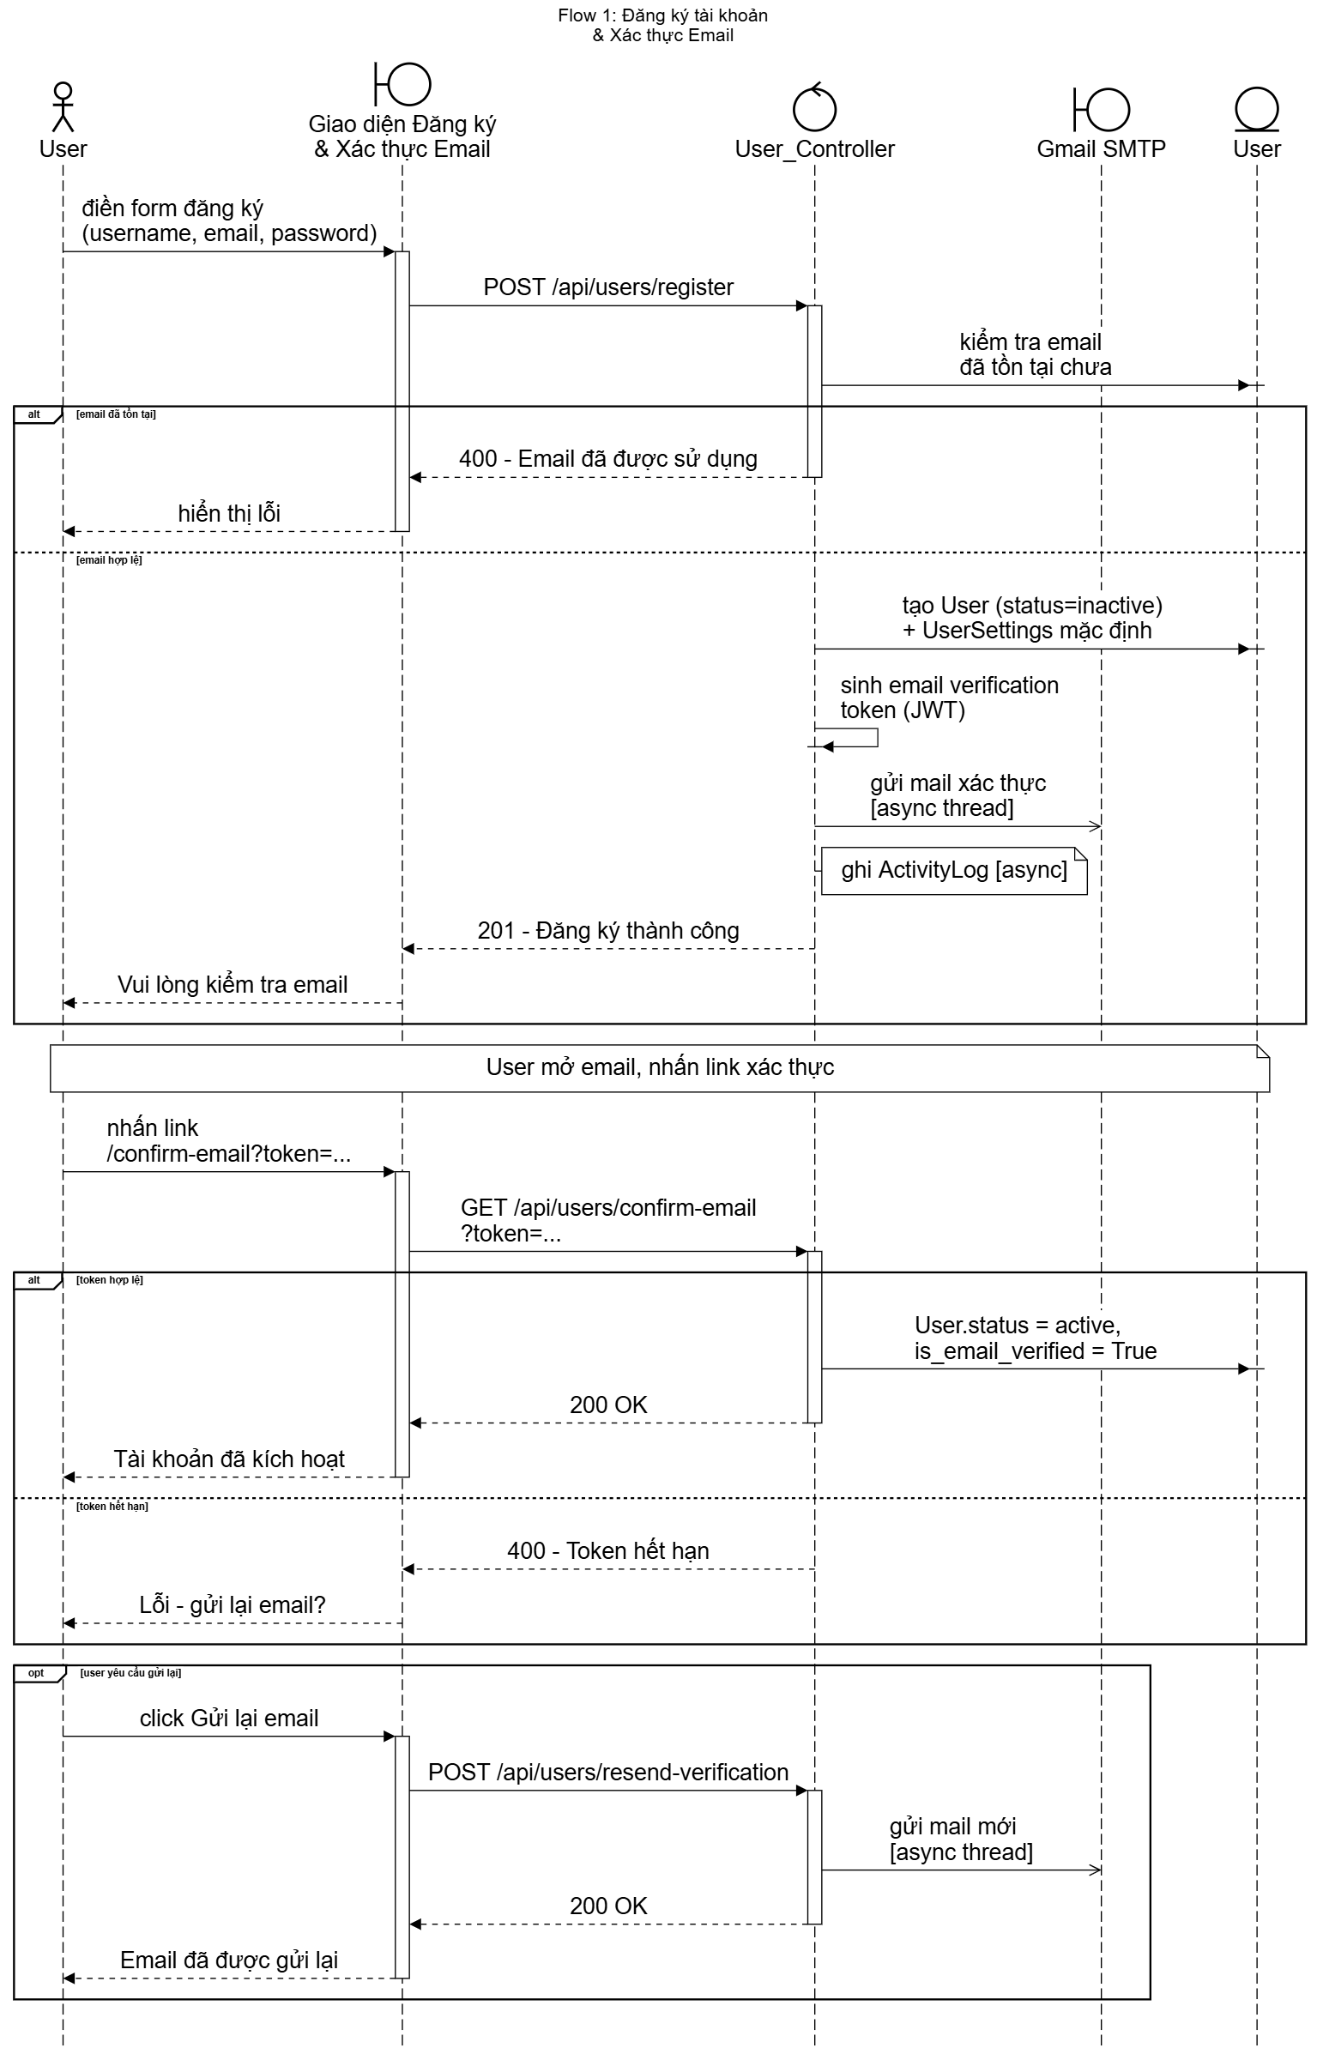 Flow 1: Đăng ký tài khoản
& Xác thực Email
User
Giao diện Đăng ký
& Xác thực Email
User_Controller
Gmail SMTP
User
điền form đăng ký
(username, email, password)
POST /api/users/register
kiểm tra email
đã tồn tại chưa
alt
[email đã tồn tại]
400 - Email đã được sử dụng
hiển thị lỗi
[email hợp lệ]
tạo User (status=inactive)
+ UserSettings mặc định
sinh email verification
token (JWT)
gửi mail xác thực
[async thread]
ghi ActivityLog [async]
201 - Đăng ký thành công
Vui lòng kiểm tra email
User mở email, nhấn link xác thực
nhấn link
/confirm-email?token=...
GET /api/users/confirm-email
?token=...
alt
[token hợp lệ]
User.status = active,
is_email_verified = True
200 OK
Tài khoản đã kích hoạt
[token hết hạn]
400 - Token hết hạn
Lỗi - gửi lại email?
opt
[user yêu cầu gửi lại]
click Gửi lại email
POST /api/users/resend-verification
gửi mail mới
[async thread]
200 OK
Email đã được gửi lại